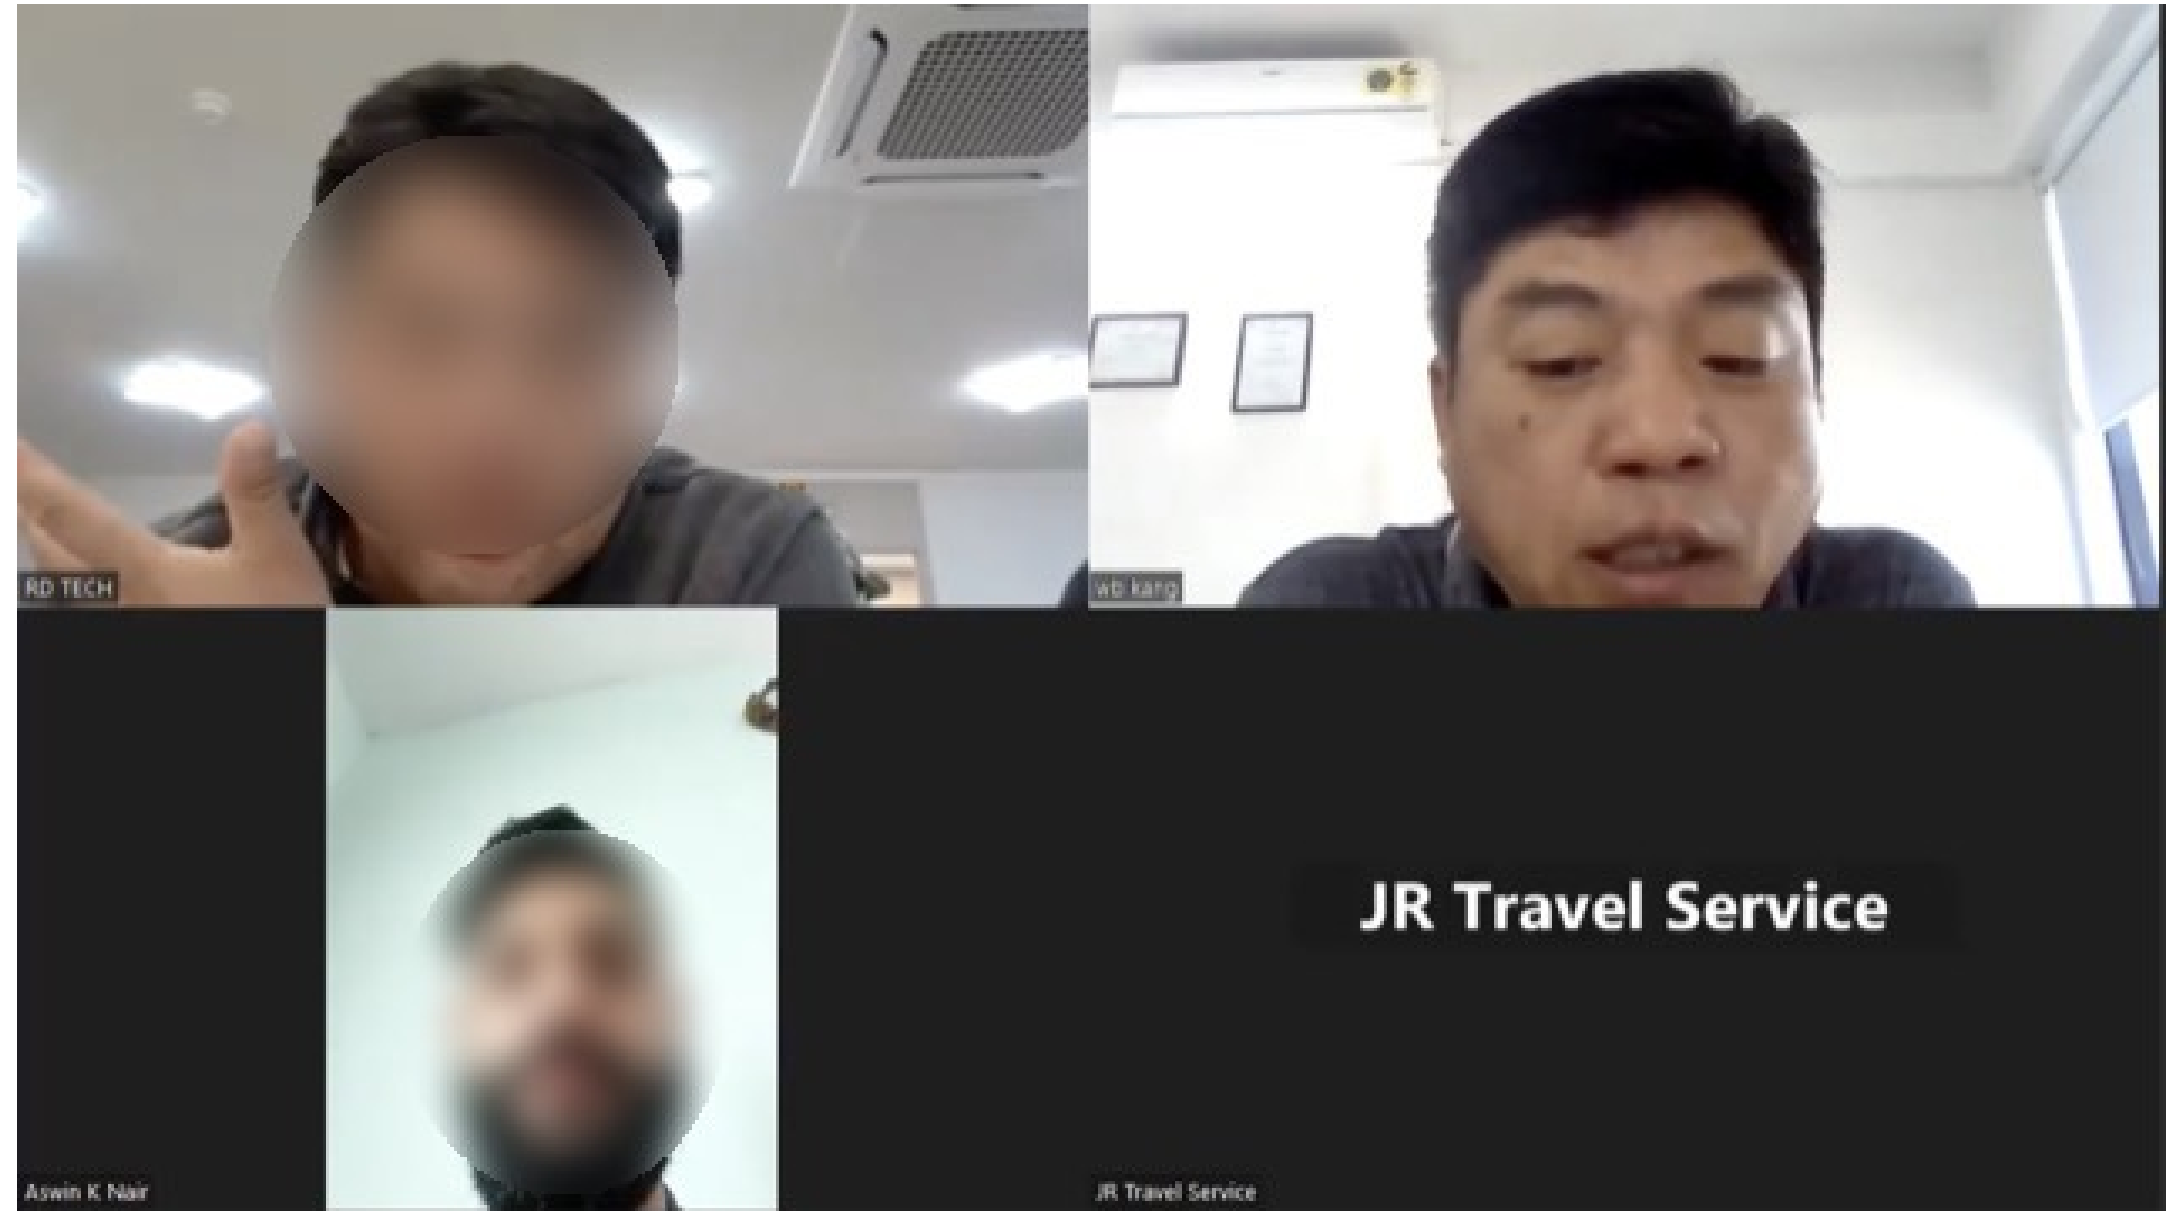 RD TECH
wb kang
JR Travel Service
Aswin K Nair
JR Travel Service